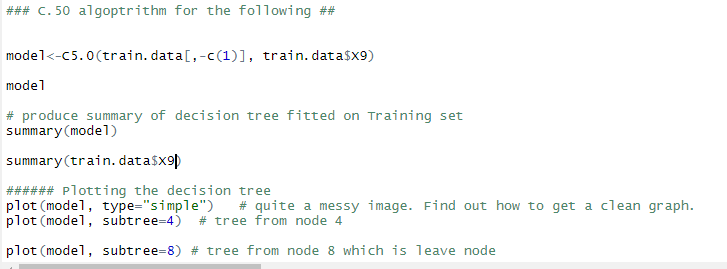 ### C.50 algoptrithm for the following ##
model<-C5.0(train.data[,-c(1)], train.data$X9)
model
# produce summary of decision tree fitted on Training set
summary(model)
summary(train.data$X9)
###### Plotting the decision tree
plot(model, type="simple")   # quite a messy image. Find out how to get a clean graph.
plot(model, subtree=4)  # tree from node 4
plot(model, subtree=8) # tree from node 8 which is leave node